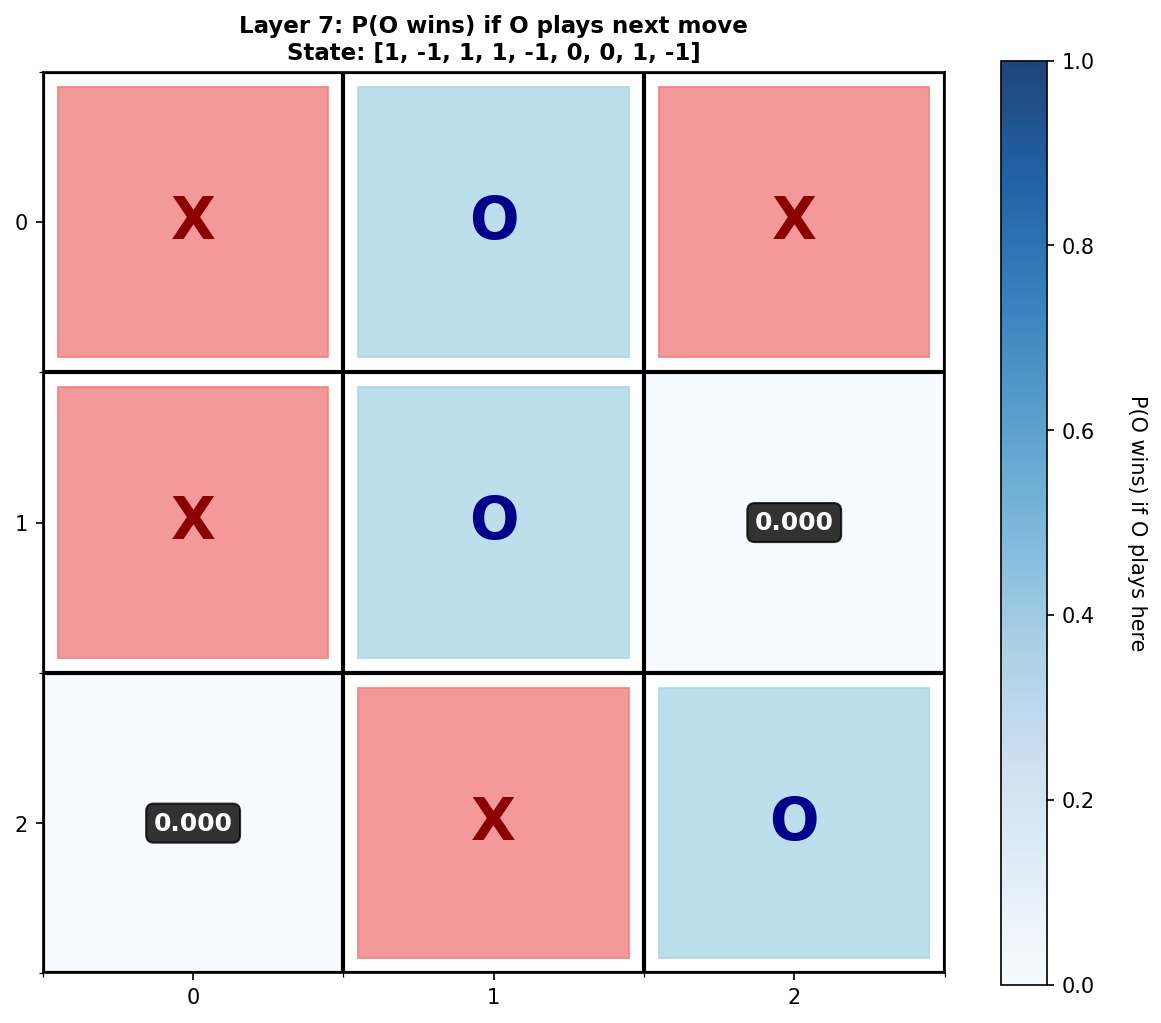 Layer 7: P(O wins) if O plays next move
State: [1, -1, 1, 1, -1, 0, 0, 1, -1]
0
X
O
X
1
X
O
0.000
2
0.000
X
O
0
1
2
1.0
0.8
0.6
0.4
0.2
0.0
P(O wins) if O plays here